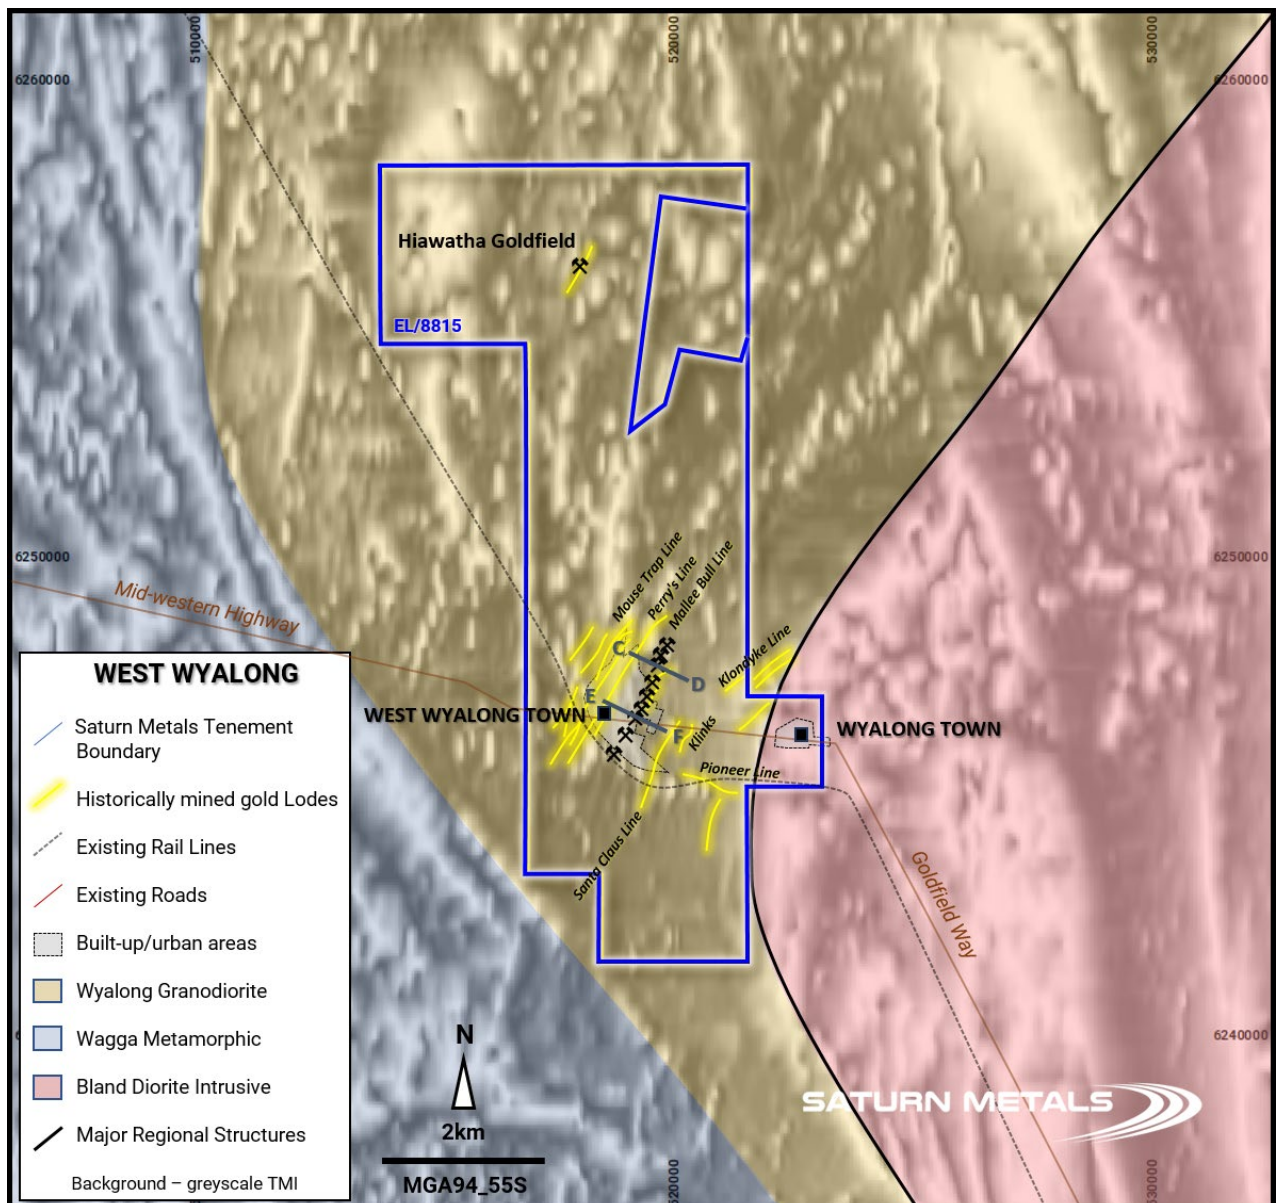 510000
520000
530000
6260000
6260000
Hiawatha Goldfield
EL/8815
6250000
6250000
Mouse Trap Line
Perry's Line
Mallee Bull Line
Mid-western Highway
Klondyke Line
C
D
E
F
WEST WYALONG TOWN
WYALONG TOWN
Klinks
Pioneer Line
Santa Claus Line
Goldfield Way
WEST WYALONG
Saturn Metals Tenement
Boundary
Historically mined gold Lodes
Existing Rail Lines
Existing Roads
Built-up/urban areas
Wyalong Granodiorite
Wagga Metamorphic
Bland Diorite Intrusive
Major Regional Structures
Background – greyscale TMI
N
2km
MGA94_55S
6240000
SATURN METALS
520000